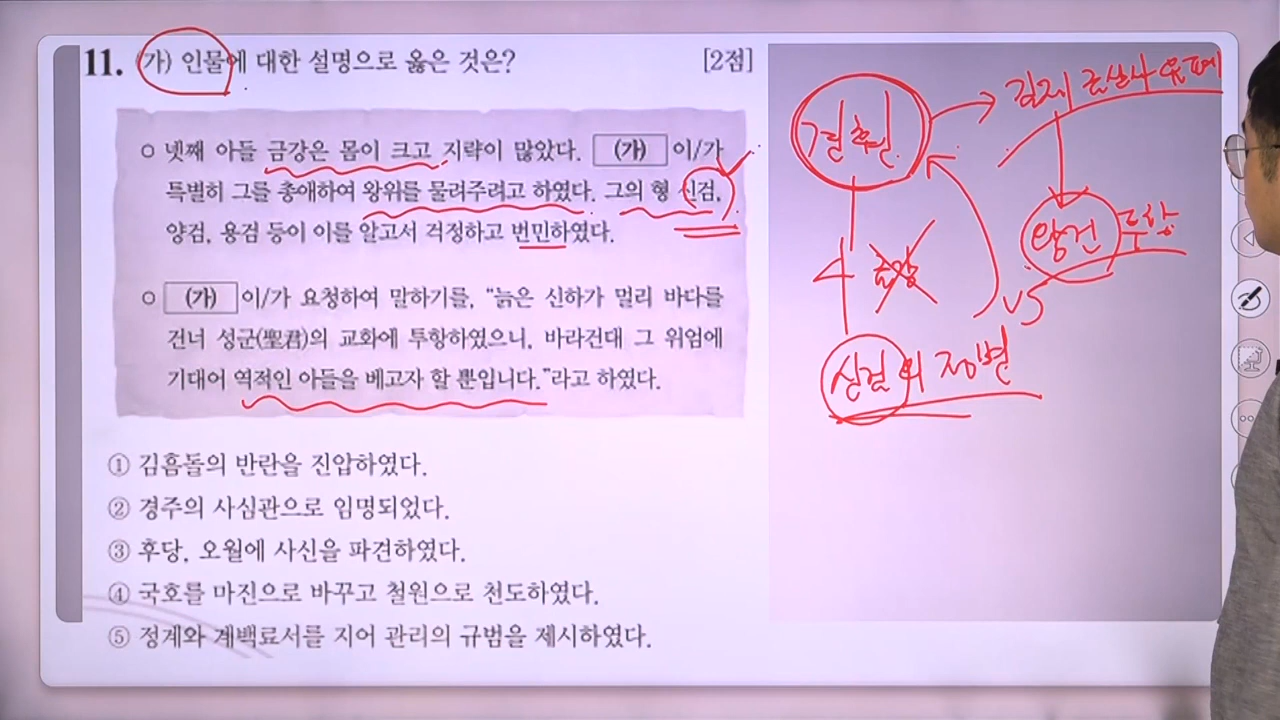 11. (가) 인물에 대한 설명으로 옳은 것은? [2점]
○ 넷째 아들 금강은 몸이 크고 지략이 많았다. (가) 이/가
특별히 그를 총애하여 왕위를 물려주려고 하였다. 그의 형 신검,
양검, 용검 등이 이를 알고서 걱정하고 번민하였다.
○ (가) 이/가 요청하여 말하기를, “늙은 신하가 멀리 바다를
건너 성군(聖君)의 교화에 투항하였으니, 바라건대 그 위엄에
기대어 역적인 아들을 베고자 할 뿐입니다.”라고 하였다.
① 김흠돌의 반란을 진압하였다.
② 경주의 사심관으로 임명되었다.
③ 후당, 오월에 사신을 파견하였다.
④ 국호를 마진으로 바꾸고 철원으로 천도하였다.
⑤ 정계와 계백료서를 지어 관리의 규범을 제시하였다.
견훤
김제 금산사 유폐
왕건 투항
금강
VS
신검의 정변